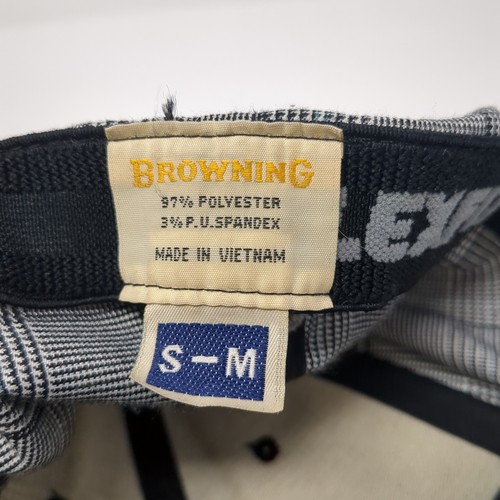 BROWNING
97% POLYESTER
3% P.U.SPANDEX
MADE IN VIETNAM
S-M